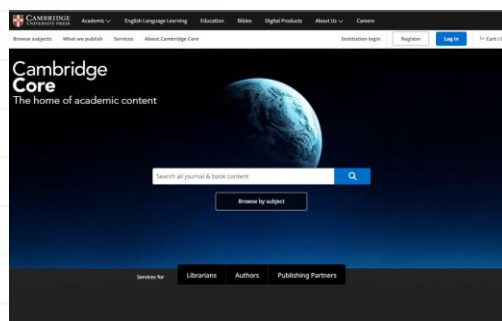 CAMBRIDGE UNIVERSITY PRESS Academic English Language Learning Education Bibles Digital Products About Us Careers
Browse subjects What we publish Services About Cambridge Core Institution login Register Log In Cart
Cambridge
Core
The home of academic content
Search all journal & book content
Browse by subject
Services for Librarians Authors Publishing Partners